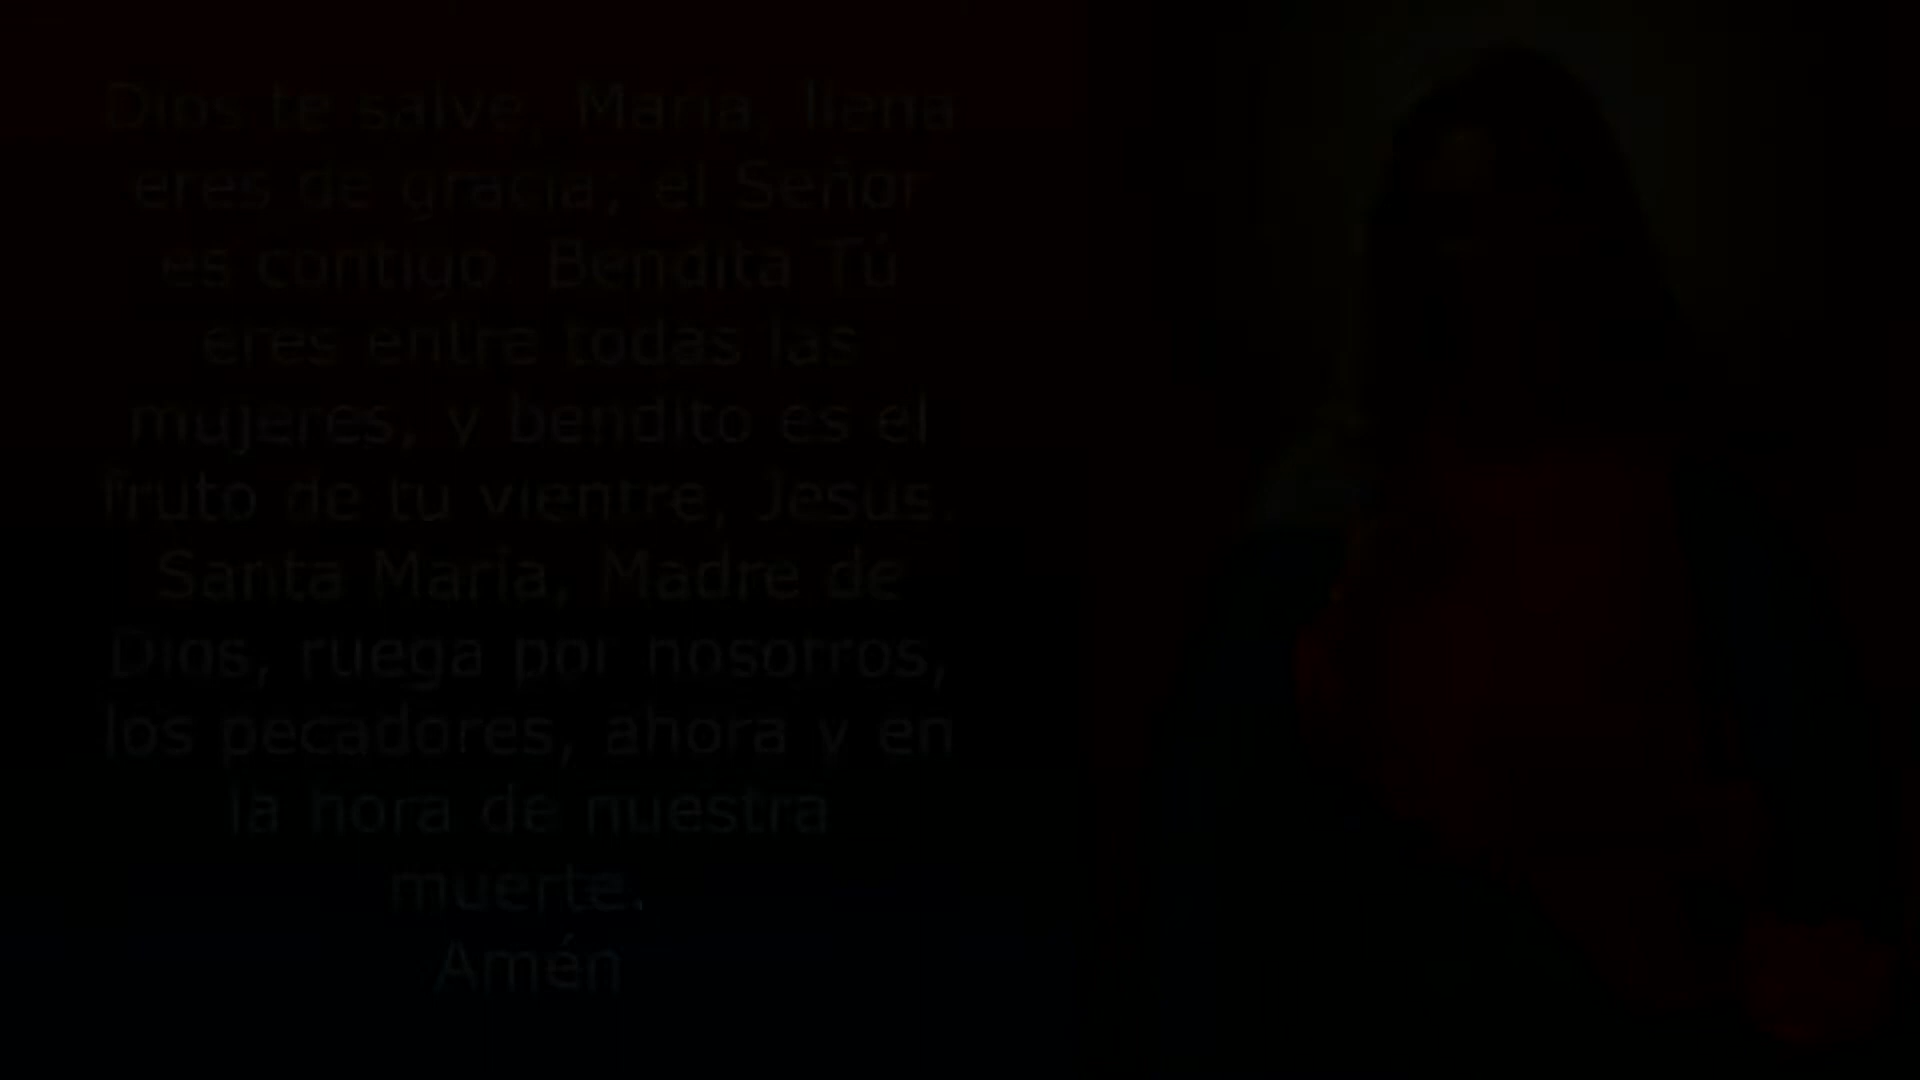 Dios te salve, María, llena
eres de gracia; el Señor
es contigo. Bendita Tú
eres entre todas las
mujeres, y bendito es el
fruto de tu vientre, Jesús.
Santa María, Madre de
Dios, ruega por nosotros,
los pecadores, ahora y en
la hora de nuestra
muerte.
Amén